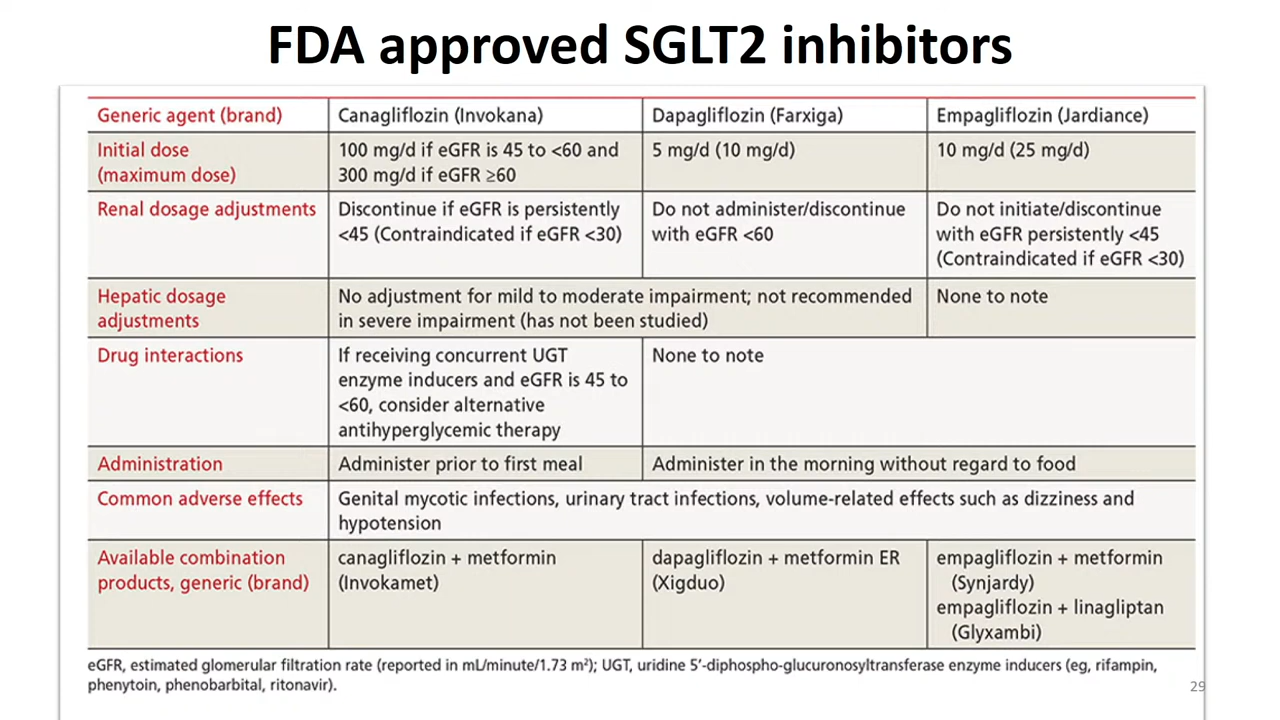 FDA approved SGLT2 inhibitors
Generic agent (brand)
Canagliflozin (Invokana)
Dapagliflozin (Farxiga)
Empagliflozin (Jardiance)
Initial dose
(maximum dose)
100 mg/d if eGFR is 45 to <60 and
300 mg/d if eGFR ≥60
5 mg/d (10 mg/d)
10 mg/d (25 mg/d)
Renal dosage adjustments
Discontinue if eGFR is persistently
<45 (Contraindicated if eGFR <30)
Do not administer/discontinue
with eGFR <60
Do not initiate/discontinue
with eGFR persistently <45
(Contraindicated if eGFR <30)
Hepatic dosage
adjustments
No adjustment for mild to moderate impairment; not recommended
in severe impairment (has not been studied)
None to note
Drug interactions
If receiving concurrent UGT
enzyme inducers and eGFR is 45 to
<60, consider alternative
antihyperglycemic therapy
None to note
Administration
Administer prior to first meal
Administer in the morning without regard to food
Common adverse effects
Genital mycotic infections, urinary tract infections, volume-related effects such as dizziness and
hypotension
Available combination
products, generic (brand)
canagliflozin + metformin
(Invokamet)
dapagliflozin + metformin ER
(Xigduo)
empagliflozin + metformin
(Synjardy)
empagliflozin + linagliptan
(Glyxambi)
eGFR, estimated glomerular filtration rate (reported in mL/minute/1.73 m²); UGT, uridine 5′-diphospho-glucuronosyltransferase enzyme inducers (eg, rifampin,
phenytoin, phenobarbital, ritonavir).
29